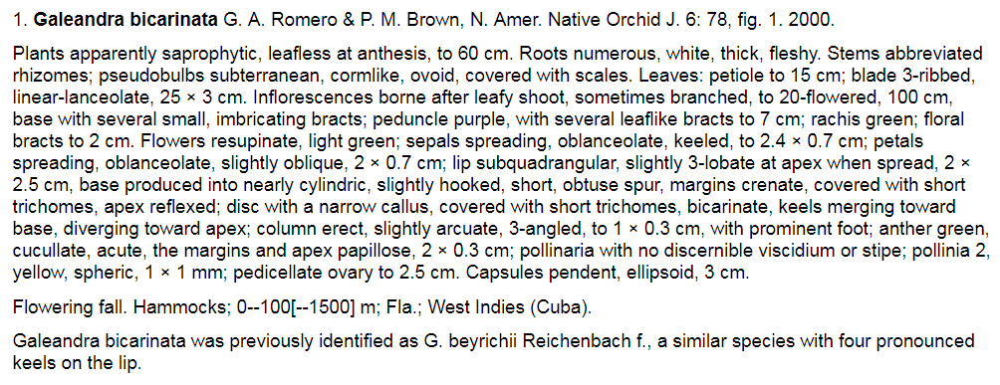 1. Galeandra bicarinata G. A. Romero & P. M. Brown, N. Amer. Native Orchid J. 6: 78, fig. 1. 2000.
Plants apparently saprophytic, leafless at anthesis, to 60 cm. Roots numerous, white, thick, fleshy. Stems abbreviated
rhizomes; pseudobulbs subterranean, cormlike, ovoid, covered with scales. Leaves: petiole to 15 cm; blade 3-ribbed,
linear-lanceolate, 25 × 3 cm. Inflorescences borne after leafy shoot, sometimes branched, to 20-flowered, 100 cm,
base with several small, imbricating bracts; peduncle purple, with several leaflike bracts to 7 cm; rachis green; floral
bracts to 2 cm. Flowers resupinate, light green; sepals spreading, oblanceolate, keeled, to 2.4 × 0.7 cm; petals
spreading, oblanceolate, slightly oblique, 2 × 0.7 cm; lip subquadrangular, slightly 3-lobate at apex when spread, 2 ×
2.5 cm, base produced into nearly cylindric, slightly hooked, short, obtuse spur, margins crenate, covered with short
trichomes, apex reflexed; disc with a narrow callus, covered with short trichomes, bicarinate, keels merging toward
base, diverging toward apex; column erect, slightly arcuate, 3-angled, to 1 × 0.3 cm, with prominent foot; anther green,
cucullate, acute, the margins and apex papillose, 2 × 0.3 cm; pollinaria with no discernible viscidium or stipe; pollinia 2,
yellow, spheric, 1 × 1 mm; pedicellate ovary to 2.5 cm. Capsules pendent, ellipsoid, 3 cm.
Flowering fall. Hammocks; 0--100[--1500] m; Fla.; West Indies (Cuba).
Galeandra bicarinata was previously identified as G. beyrichii Reichenbach f., a similar species with four pronounced
keels on the lip.